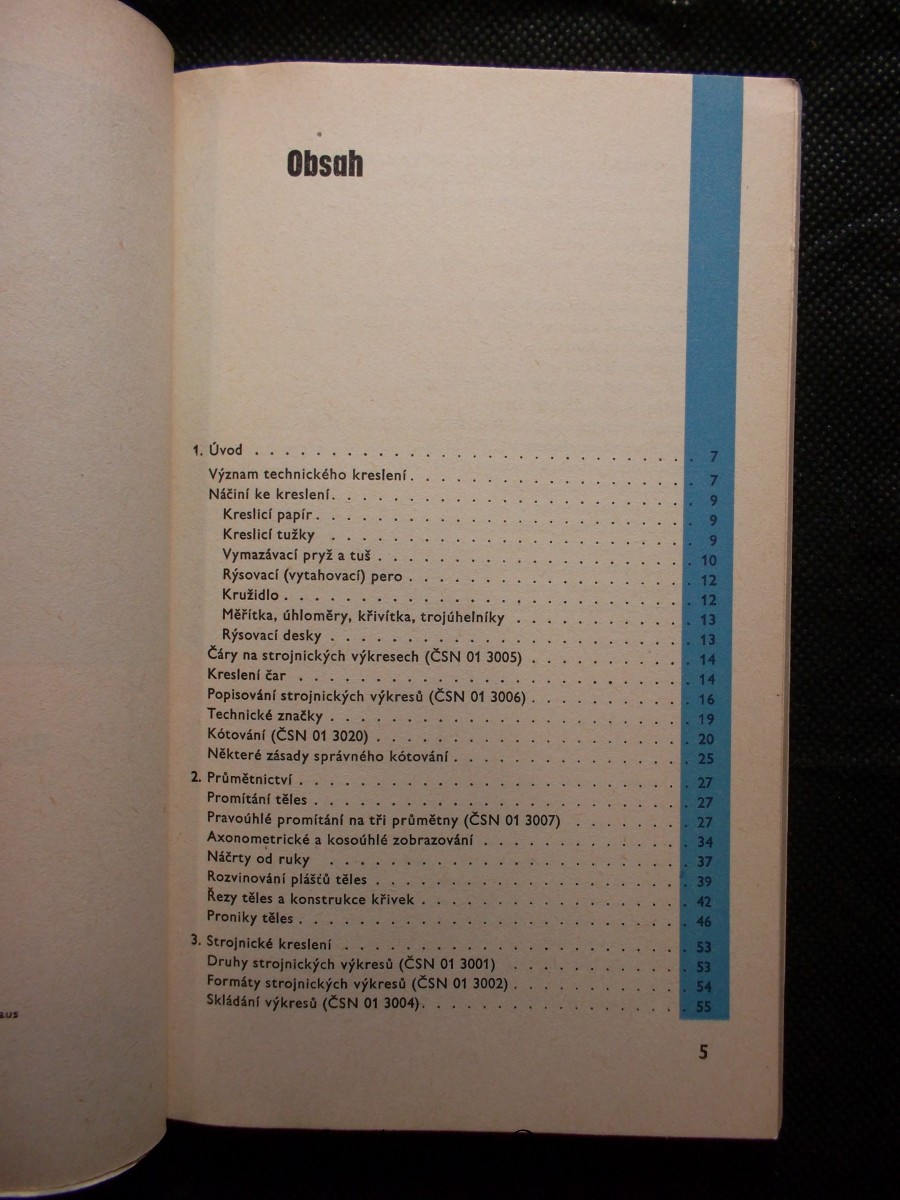 Obsah
1. Úvod . . . . . . . . . . . . . . . . . . . . 7
Význam technického kreslení . . . . . . . . . . . . . . . . . . . . 7
Náčiní ke kreslení . . . . . . . . . . . . . . . . . . . . 9
Kreslicí papír . . . . . . . . . . . . . . . . . . . . 9
Kreslicí tužky . . . . . . . . . . . . . . . . . . . . 9
Vymazávací pryž a tuš . . . . . . . . . . . . . . . . . . . . 10
Rýsovací (vytahovací) pero . . . . . . . . . . . . . . . . . . . . 12
Kružidlo . . . . . . . . . . . . . . . . . . . . 12
Měřítka, úhloměry, křivítka, trojúhelníky . . . . . . . . . . 13
Rýsovací desky . . . . . . . . . . . . . . . . . . . . 13
Čáry na strojnických výkresech (ČSN 01 3005) . . . . . . . . . . 14
Kreslení čar . . . . . . . . . . . . . . . . . . . . 14
Popisování strojnických výkresů (ČSN 01 3006) . . . . . . . . . . 16
Technické značky . . . . . . . . . . . . . . . . . . . . 19
Kótování (ČSN 01 3020) . . . . . . . . . . . . . . . . . . . . 20
Některé zásady správného kótování . . . . . . . . . . . . . 25
2. Průmětnictví . . . . . . . . . . . . . . . . . . . . 27
Promítání těles . . . . . . . . . . . . . . . . . . . . 27
Pravoúhlé promítání na tři průmětny (ČSN 01 3007) . . . . . . . 27
Axonometrické a kosoúhlé zobrazování . . . . . . . . . . . 34
Náčrty od ruky . . . . . . . . . . . . . . . . . . . . 37
Rozvinování plášťů těles . . . . . . . . . . . . . . . . . 39
Řezy těles a konstrukce křivek . . . . . . . . . . . . . . 42
Proniky těles . . . . . . . . . . . . . . . . . . . . 46
3. Strojnické kreslení . . . . . . . . . . . . . . . . . . 53
Druhy strojnických výkresů (ČSN 01 3001) . . . . . . . . . . 53
Formáty strojnických výkresů (ČSN 01 3002) . . . . . . . . . . 54
Skládání výkresů (ČSN 01 3004) . . . . . . . . . . . . . . 55
aus
5